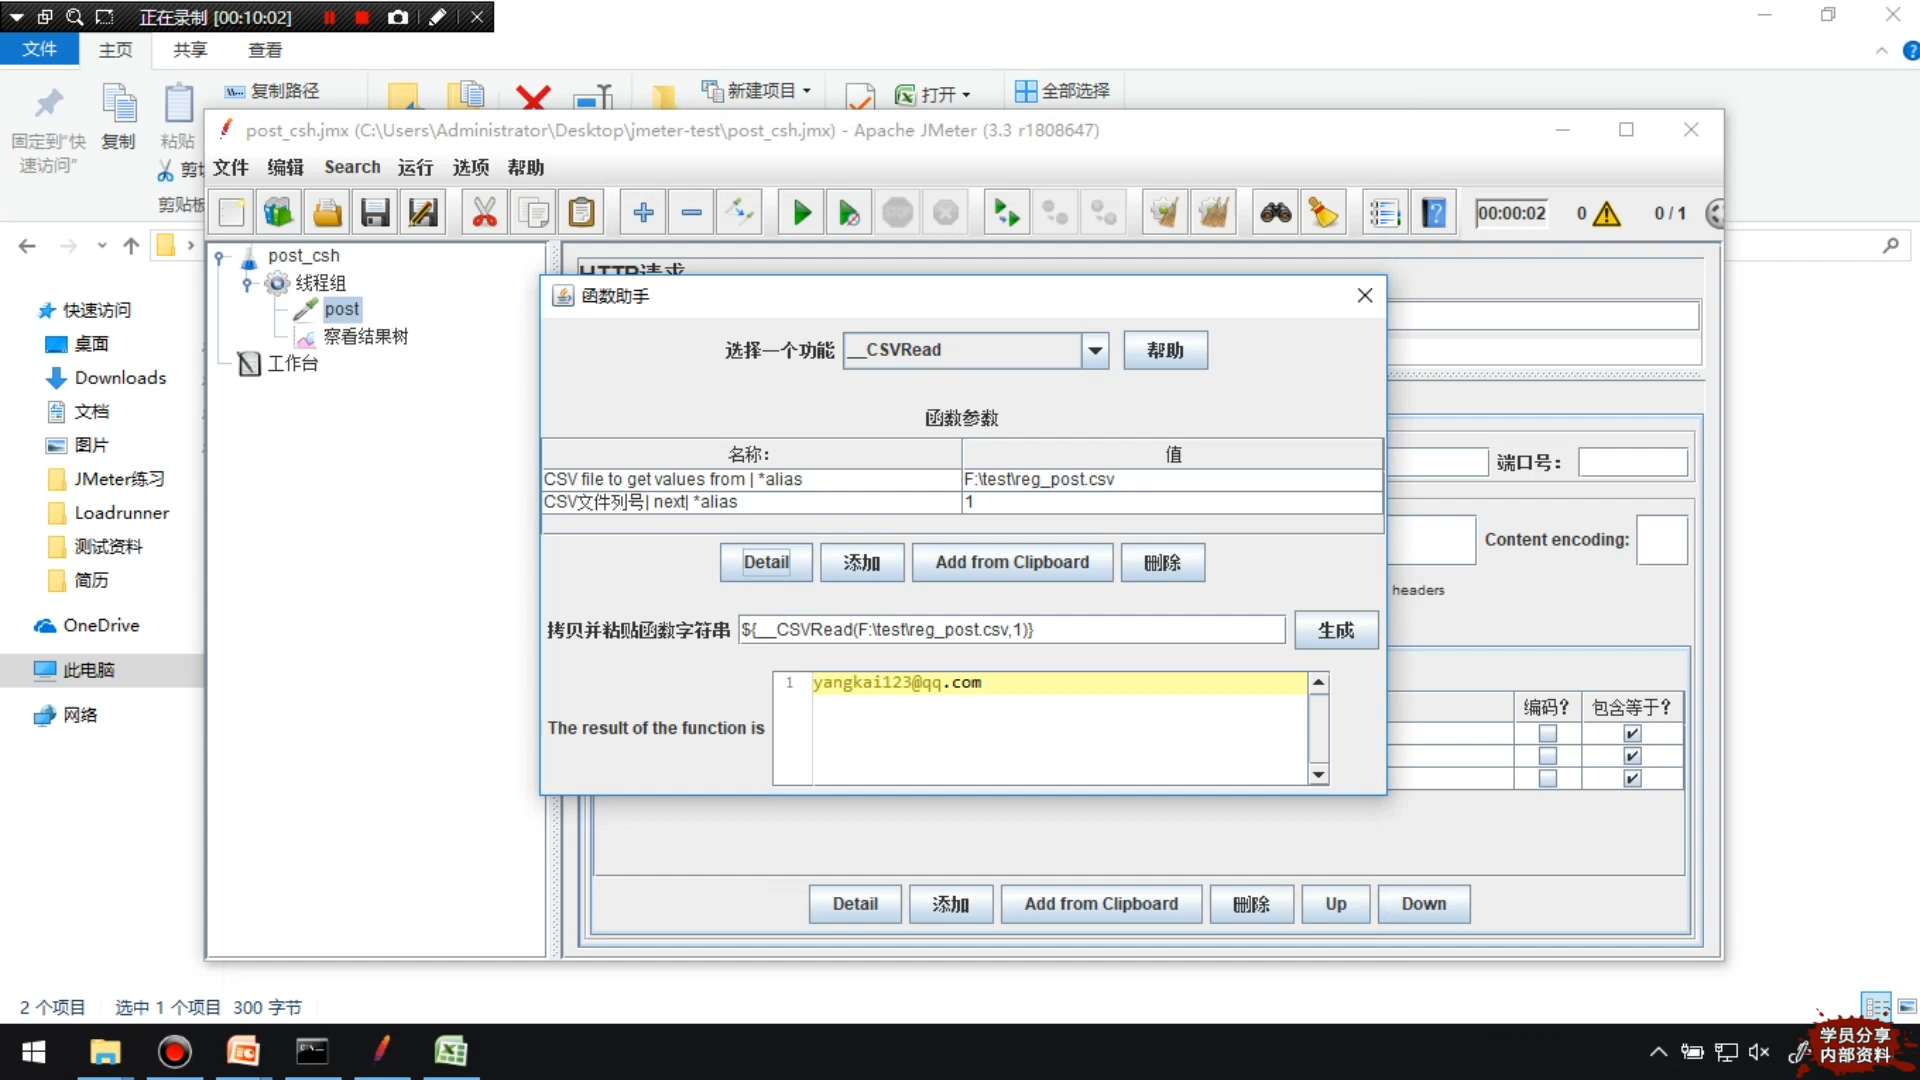 正在录制 [00:10:02]
文件 主页 共享 查看
复制路径
新建项目
打开
全部选择
固定到"快
速访问"
复制
粘贴
剪切
剪贴板
post_csh.jmx (C:\Users\Administrator\Desktop\jmeter-test\post_csh.jmx) - Apache JMeter (3.3 r1808647)
文件 编辑 Search 运行 选项 帮助
STOP
00:00:02 0 0 / 1
快速访问
桌面
Downloads
文档
图片
JMeter练习
Loadrunner
测试资料
简历
OneDrive
此电脑
网络
post_csh
线程组
post
察看结果树
工作台
HTTP请求
函数助手
选择一个功能 __CSVRead 帮助
函数参数
名称: 值
CSV file to get values from | *alias F:\test\reg_post.csv
CSV文件列号| next| *alias 1
Detail 添加 Add from Clipboard 删除
拷贝并粘贴函数字符串 ${__CSVRead(F:\test\reg_post.csv,1)} 生成
1 yangkai123@qq.com
The result of the function is
端口号:
Content encoding:
headers
编码? 包含等于?
Detail 添加 Add from Clipboard 删除 Up Down
2 个项目 选中 1 个项目 300 字节
学员分享
内部资料